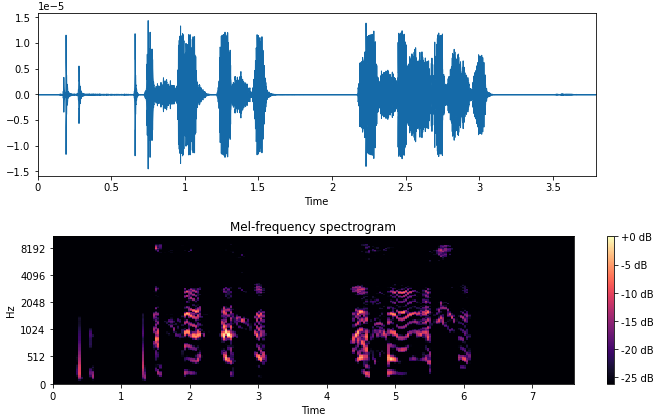 1e−5
1.5
1.0
0.5
0.0
−0.5
−1.0
−1.5
0 0.5 1 1.5 2 2.5 3 3.5
Time
Mel-frequency spectrogram
8192
4096
2048
1024
512
0
Hz
0 1 2 3 4 5 6 7
Time
+0 dB
-5 dB
-10 dB
-15 dB
-20 dB
-25 dB